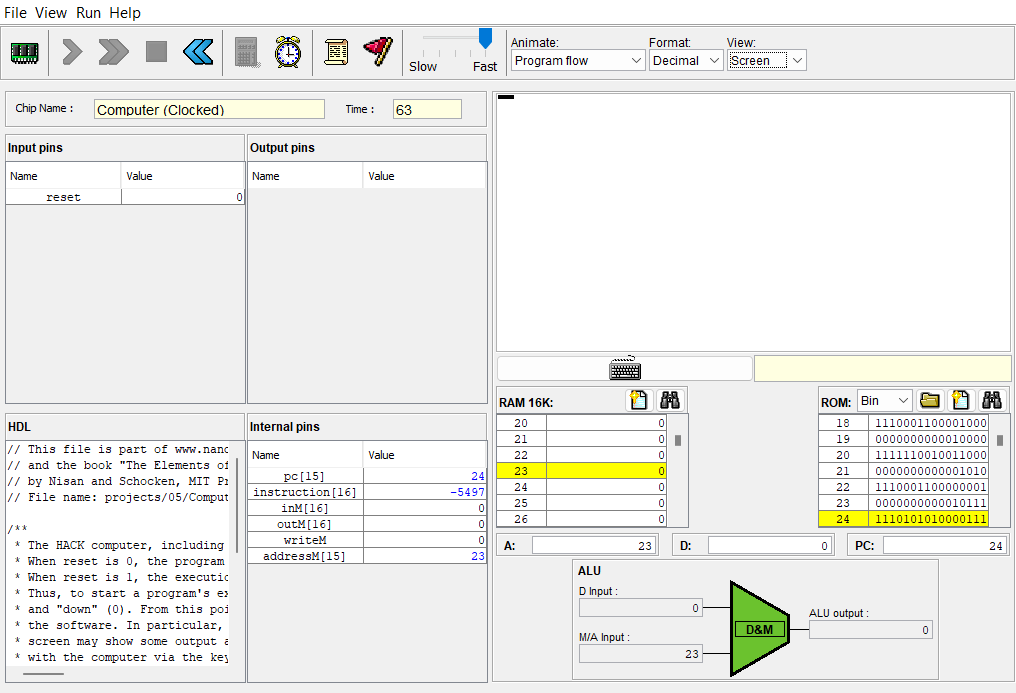 File View Run Help
Slow Fast
Animate: Format: View:
Program flow Decimal Screen
Chip Name : Computer (Clocked) Time : 63
Input pins
Name Value
reset 0
Output pins
Name Value
HDL
// This file is part of www.nand
// and the book "The Elements of
// by Nisan and Schocken, MIT Pr
// File name: projects/05/Comput
/**
* The HACK computer, including
* When reset is 0, the program
* When reset is 1, the executio
* Thus, to start a program's ex
* and "down" (0). From this poi
* the software. In particular,
* screen may show some output a
* with the computer via the key
Internal pins
Name Value
pc[15] 24
instruction[16] -5497
inM[16] 0
outM[16] 0
writeM 0
addressM[15] 23
RAM 16K:
20 0
21 0
22 0
23 0
24 0
25 0
26 0
ROM: Bin
18 1110001100001000
19 0000000000010000
20 1111110010011000
21 0000000000001010
22 1110001100000001
23 0000000000010111
24 1110101010000111
A: 23 D: 0 PC: 24
ALU
D Input :
0
M/A Input :
23
D&M
ALU output :
0